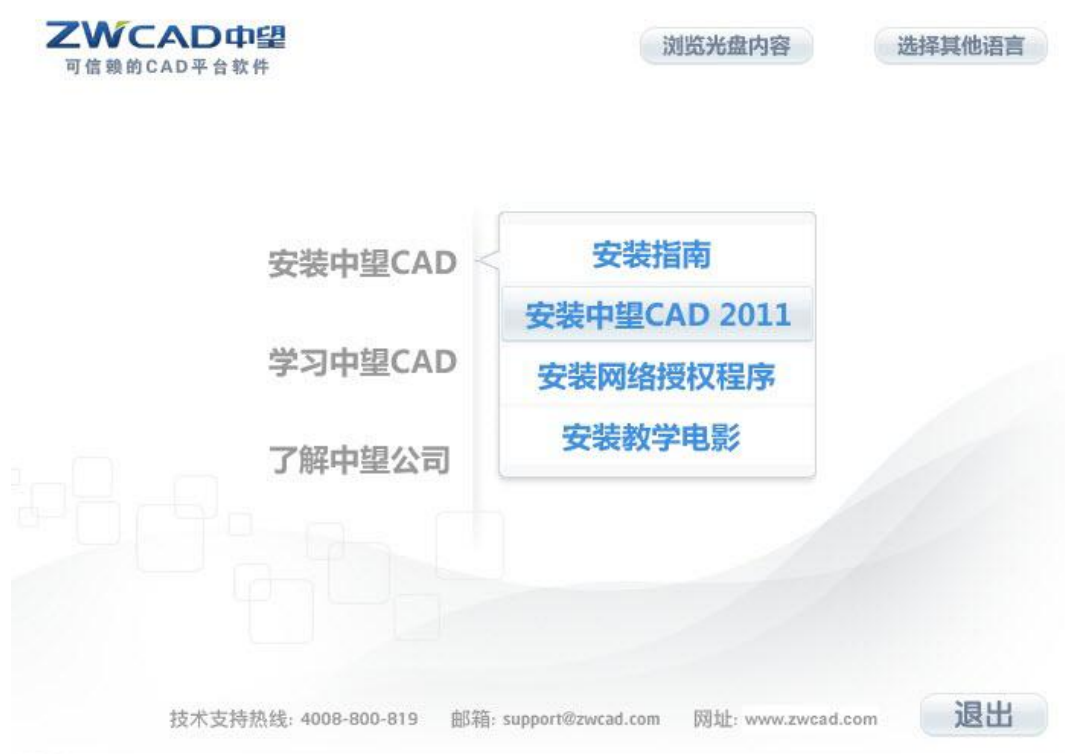 ZWCAD中望
可信赖的CAD平台软件
浏览光盘内容
选择其他语言
安装中望CAD
安装指南
安装中望CAD 2011
学习中望CAD
安装网络授权程序
安装教学电影
了解中望公司
技术支持热线: 4008-800-819 邮箱: support@zwcad.com 网址: www.zwcad.com
退出